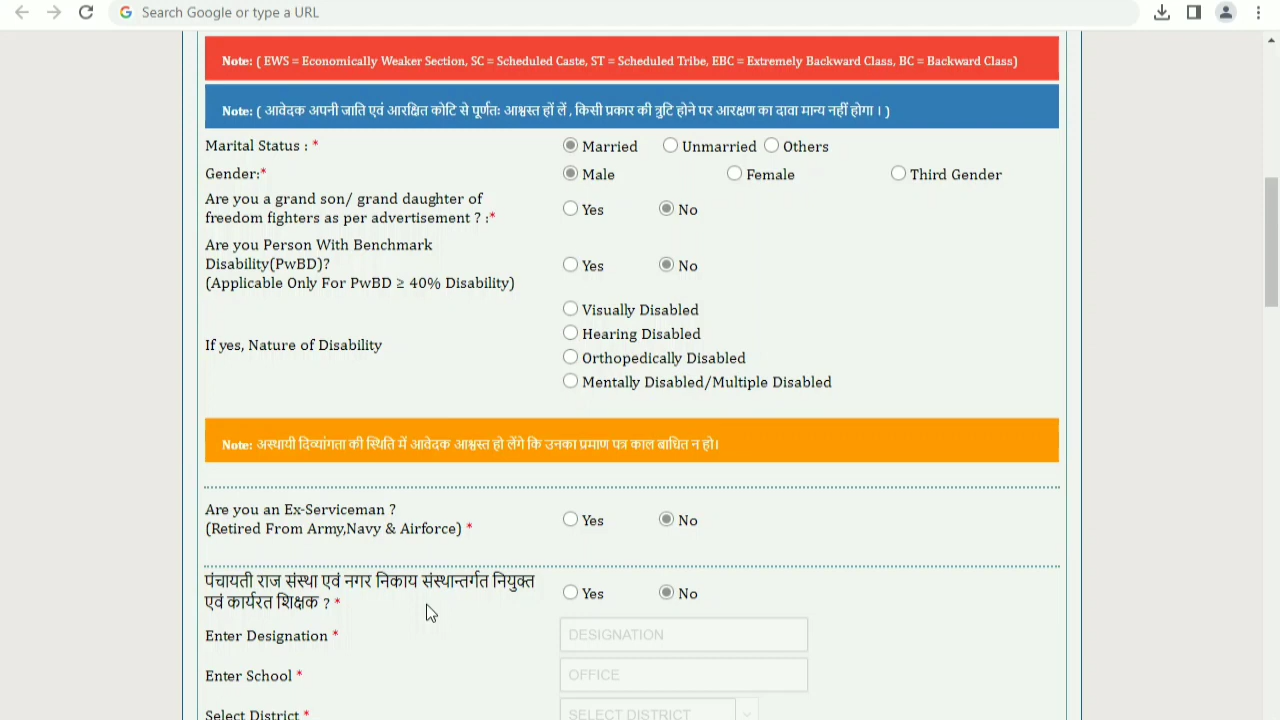 Search Google or type a URL
Note: ( EWS = Economically Weaker Section, SC = Scheduled Caste, ST = Scheduled Tribe, EBC = Extremely Backward Class, BC = Backward Class)
Note: ( आवेदक अपनी जाति एवं आरक्षित कोटि से पूर्णतः आश्वस्त हों लें , किसी प्रकार की त्रुटि होने पर आरक्षण का दावा मान्य नहीं होगा । )
Marital Status : * Married Unmarried Others
Gender:* Male Female Third Gender
Are you a grand son/ grand daughter of
freedom fighters as per advertisement ? :*
Yes No
Are you Person With Benchmark
Disability(PwBD)?
(Applicable Only For PwBD ≥ 40% Disability)
Yes No
If yes, Nature of Disability
Visually Disabled
Hearing Disabled
Orthopedically Disabled
Mentally Disabled/Multiple Disabled
Note: अस्थायी दिव्यांगता की स्थिति में आवेदक आश्वस्त हो लेंगे कि उनका प्रमाण पत्र काल बाधित न हो।
Are you an Ex-Serviceman ?
(Retired From Army,Navy & Airforce) *
Yes No
पंचायती राज संस्था एवं नगर निकाय संस्थान्तर्गत नियुक्त
एवं कार्यरत शिक्षक ? *
Yes No
Enter Designation * DESIGNATION
Enter School * OFFICE
Select District * SELECT DISTRICT